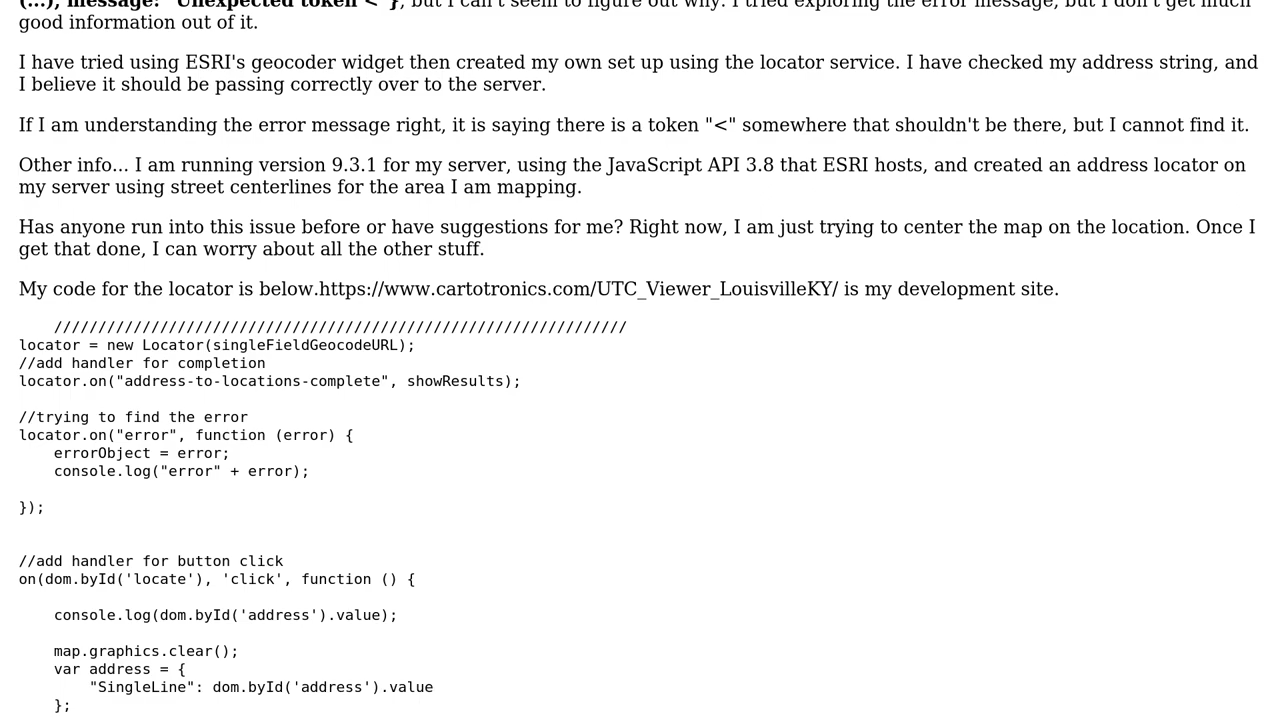 (...), message: "Unexpected token <"}, but I can't seem to figure out why. I tried exploring the error message, but I don't get much
good information out of it.
I have tried using ESRI's geocoder widget then created my own set up using the locator service. I have checked my address string, and
I believe it should be passing correctly over to the server.
If I am understanding the error message right, it is saying there is a token "<" somewhere that shouldn't be there, but I cannot find it.
Other info... I am running version 9.3.1 for my server, using the JavaScript API 3.8 that ESRI hosts, and created an address locator on
my server using street centerlines for the area I am mapping.
Has anyone run into this issue before or have suggestions for me? Right now, I am just trying to center the map on the location. Once I
get that done, I can worry about all the other stuff.
My code for the locator is below.https://www.cartotronics.com/UTC_Viewer_LouisvilleKY/ is my development site.
/////////////////////////////////////////////////////////////////
locator = new Locator(singleFieldGeocodeURL);
//add handler for completion
locator.on("address-to-locations-complete", showResults);
//trying to find the error
locator.on("error", function (error) {
errorObject = error;
console.log("error" + error);
});
//add handler for button click
on(dom.byId('locate'), 'click', function () {
console.log(dom.byId('address').value);
map.graphics.clear();
var address = {
"SingleLine": dom.byId('address').value
};